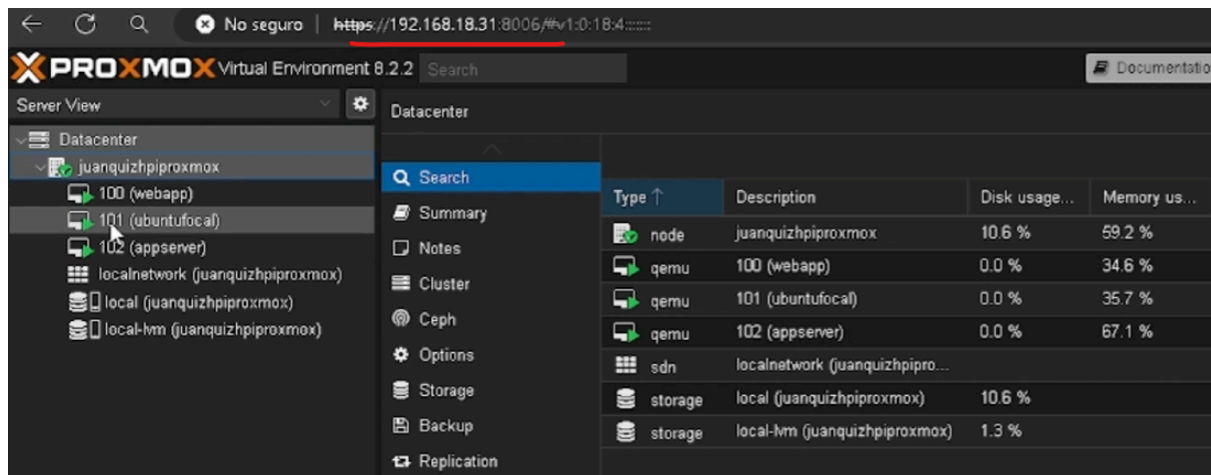 No seguro https://192.168.18.31:8006/#v1:0:18:4:::::::
PROXMOX Virtual Environment 8.2.2 Search Documentatio
Server View
Datacenter
juanquizhpiproxmox
100 (webapp)
101 (ubuntufocal)
102 (appserver)
localnetwork (juanquizhpiproxmox)
local (juanquizhpiproxmox)
local-lvm (juanquizhpiproxmox)
Datacenter
Search
Summary
Notes
Cluster
Ceph
Options
Storage
Backup
Replication
Type Description Disk usage... Memory us...
node juanquizhpiproxmox 10.6 % 59.2 %
qemu 100 (webapp) 0.0 % 34.6 %
qemu 101 (ubuntufocal) 0.0 % 35.7 %
qemu 102 (appserver) 0.0 % 67.1 %
sdn localnetwork (juanquizhpipro...
storage local (juanquizhpiproxmox) 10.6 %
storage local-lvm (juanquizhpiproxmox) 1.3 %